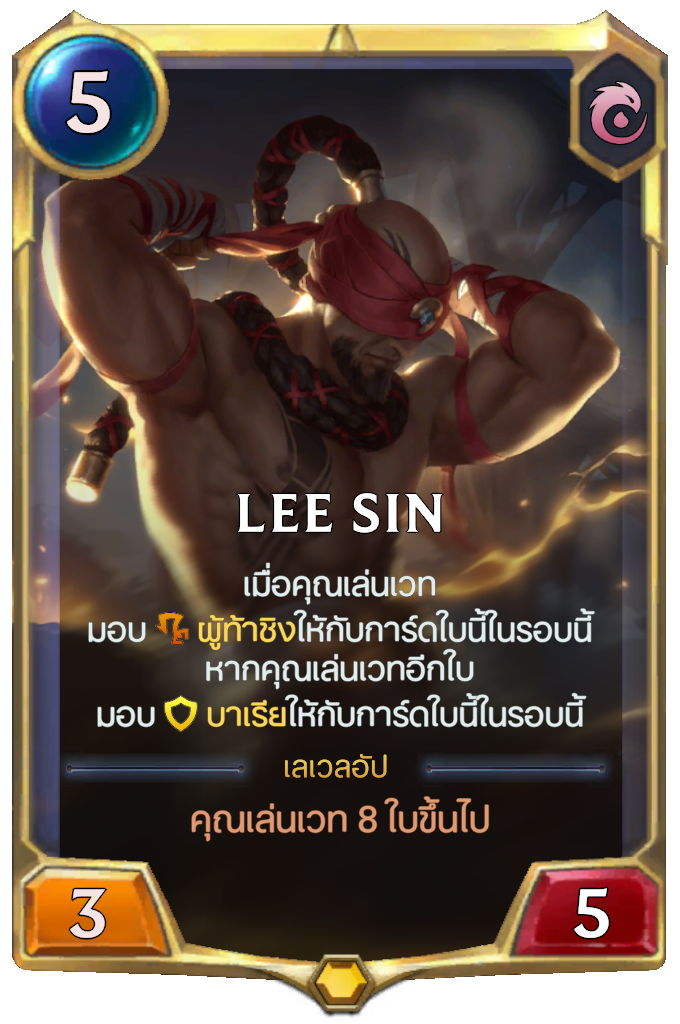 5
LEE SIN
เมื่อคุณเล่นเวท
มอบ ผู้ท้าชิงให้กับการ์ดใบนี้ในรอบนี้
หากคุณเล่นเวทอีกใบ
มอบ บาเรียให้กับการ์ดใบนี้ในรอบนี้
เลเวลอัป
คุณเล่นเวท 8 ใบขึ้นไป
3
5